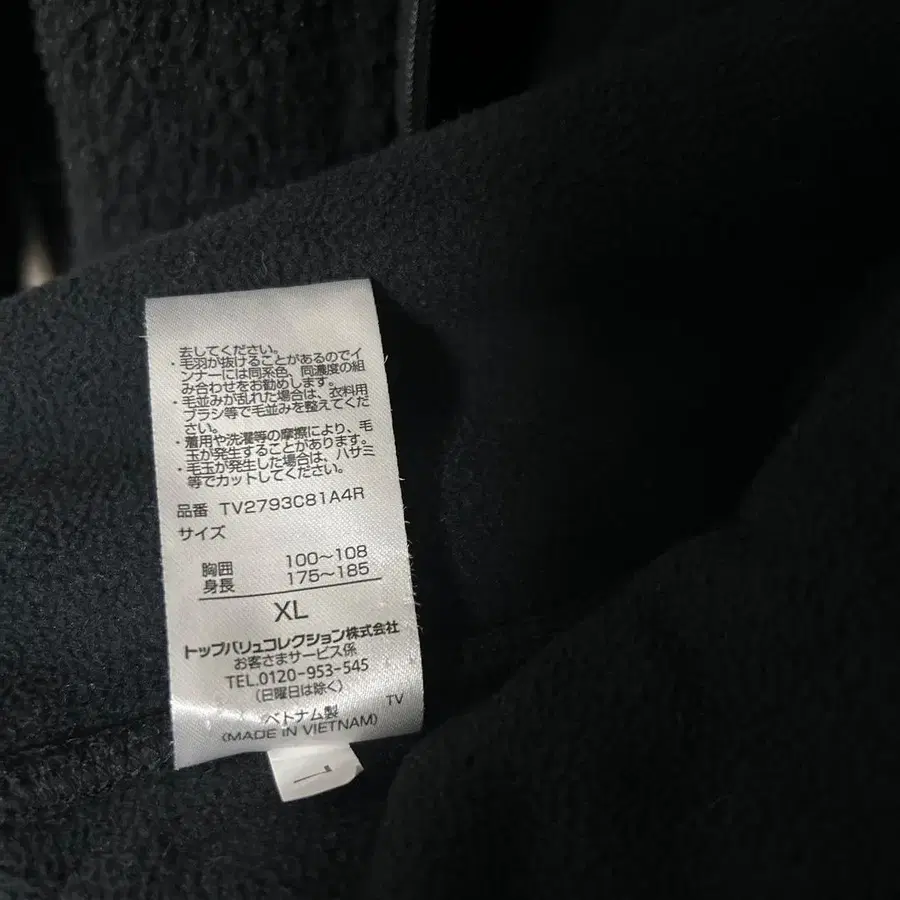 去してください。
・毛羽が抜けることがあるのでイ
ンナーには同系色、同濃度の組
み合わせをお勧めします。
・毛並みが乱れた場合は、衣料用
ブラシ等で毛並みを整えてくだ
さい。
・着用や洗濯等の摩擦により、毛
玉が発生することがあります。
・毛玉が発生した場合は、ハサミ
等でカットしてください。
品番 TV2793C81A4R
サイズ
胸囲 100～108
身長 175～185
XL
トップバリュコレクション株式会社
お客さまサービス係
TEL.0120-953-545
(日曜日は除く)
TV
ベトナム製
(MADE IN VIETNAM)